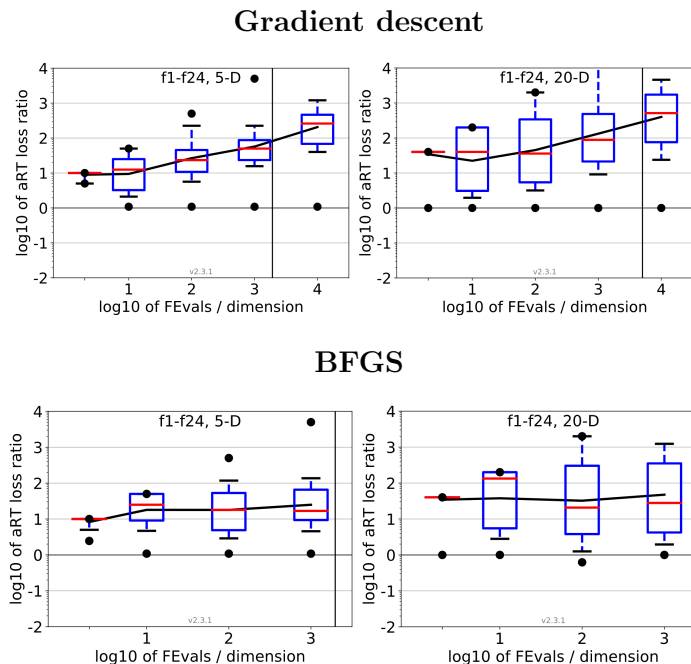 Gradient descent
f1-f24, 5-D
log10 of aRT loss ratio
4
3
2
1
0
-1
-2
v2.3.1
1
2
3
4
log10 of FEvals / dimension
f1-f24, 20-D
log10 of aRT loss ratio
4
3
2
1
0
-1
-2
v2.3.1
1
2
3
4
log10 of FEvals / dimension
BFGS
f1-f24, 5-D
log10 of aRT loss ratio
4
3
2
1
0
-1
-2
v2.3.1
1
2
3
log10 of FEvals / dimension
f1-f24, 20-D
log10 of aRT loss ratio
4
3
2
1
0
-1
-2
v2.3.1
1
2
3
log10 of FEvals / dimension